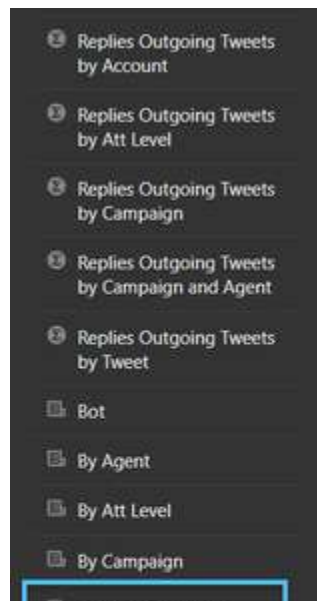 Replies Outgoing Tweets
by Account
Replies Outgoing Tweets
by Att Level
Replies Outgoing Tweets
by Campaign
Replies Outgoing Tweets
by Campaign and Agent
Replies Outgoing Tweets
by Tweet
Bot
By Agent
By Att Level
By Campaign